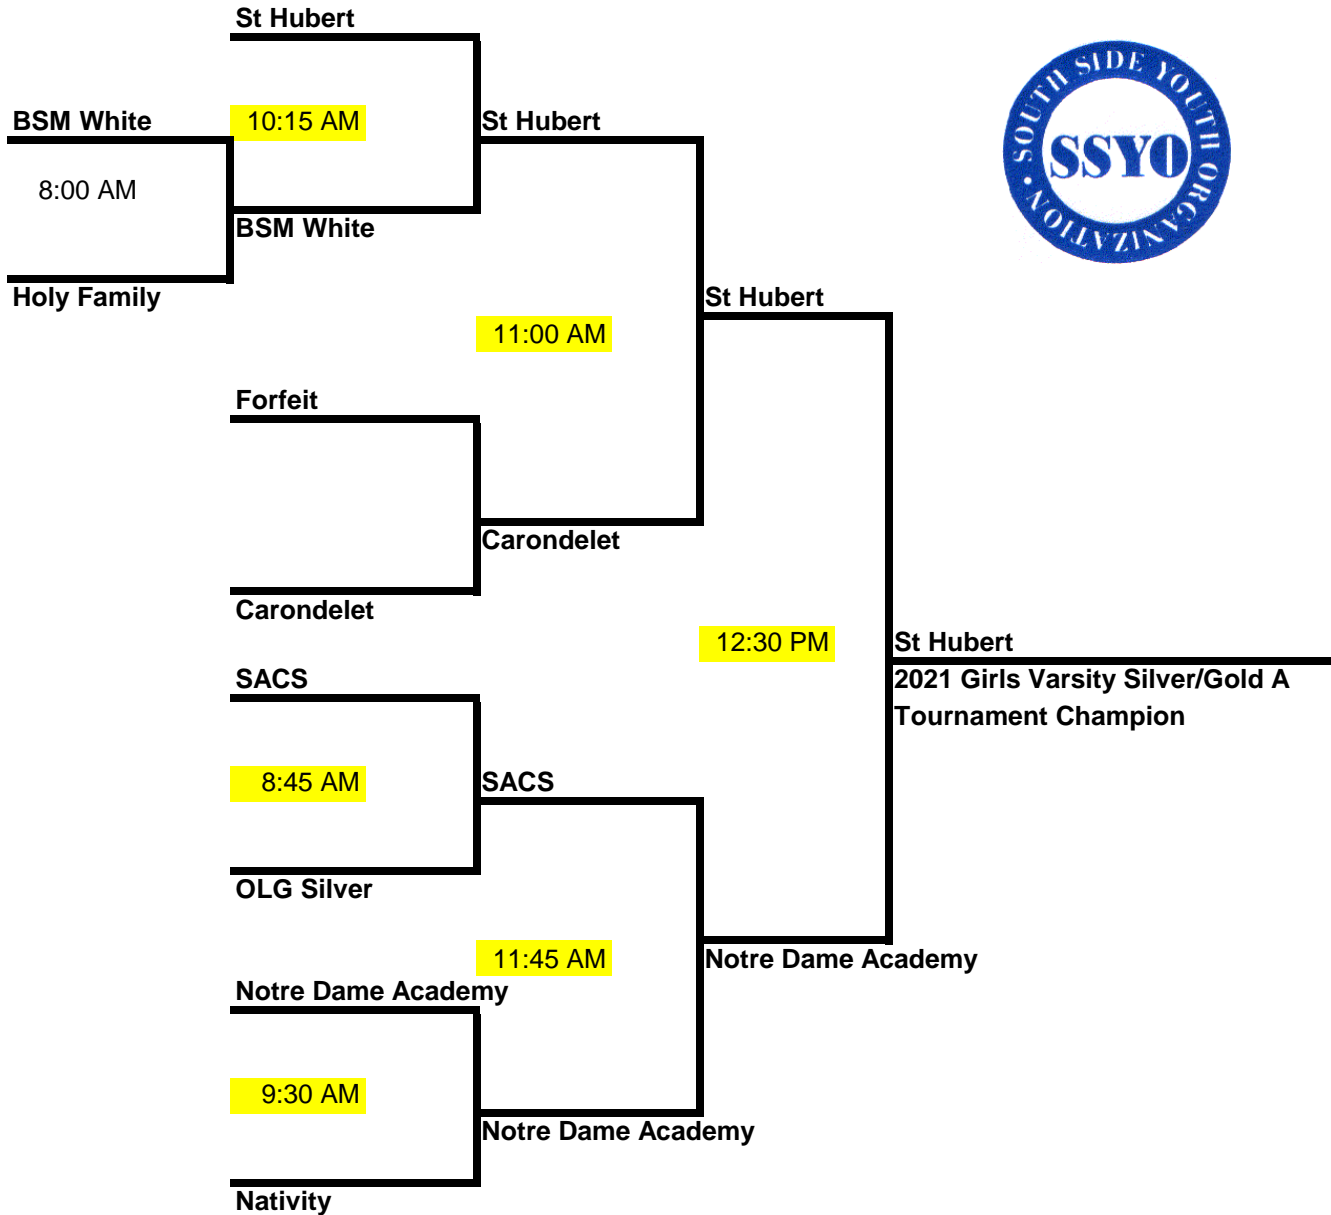 St Hubert
BSM White
10:15 AM
St Hubert
8:00 AM
BSM White
Holy Family
St Hubert
11:00 AM
Forfeit
Carondelet
Carondelet
12:30 PM
St Hubert
SACS
2021 Girls Varsity Silver/Gold A
Tournament Champion
8:45 AM
SACS
OLG Silver
11:45 AM
Notre Dame Academy
Notre Dame Academy
9:30 AM
Notre Dame Academy
Nativity
SOUTH SIDE YOUTH ORGANIZATION •
SSYO